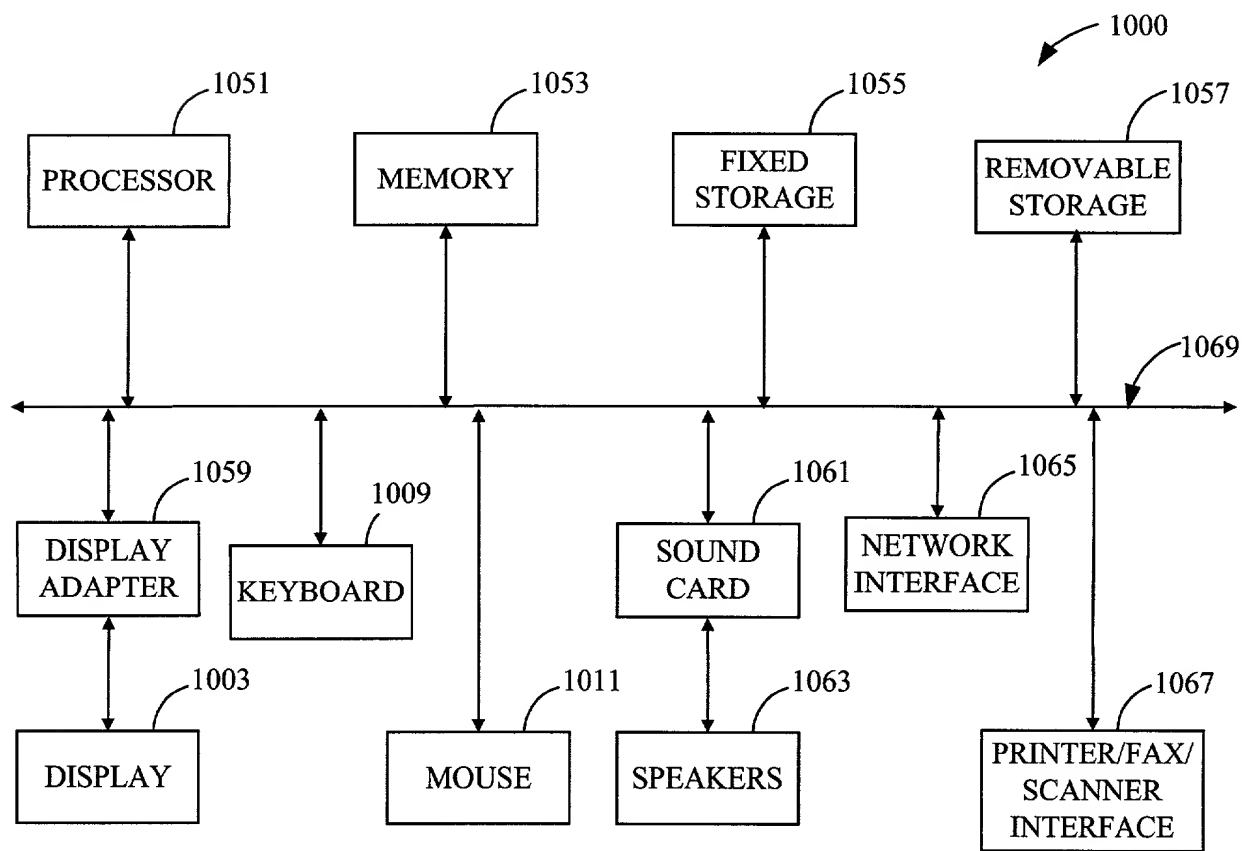 1000
1051
1053
1055
1057
PROCESSOR
MEMORY
FIXED
STORAGE
REMOVABLE
STORAGE
1069
1059
1009
1061
1065
DISPLAY
ADAPTER
KEYBOARD
SOUND
CARD
NETWORK
INTERFACE
1003
1011
1063
1067
DISPLAY
MOUSE
SPEAKERS
PRINTER/FAX/
SCANNER
INTERFACE